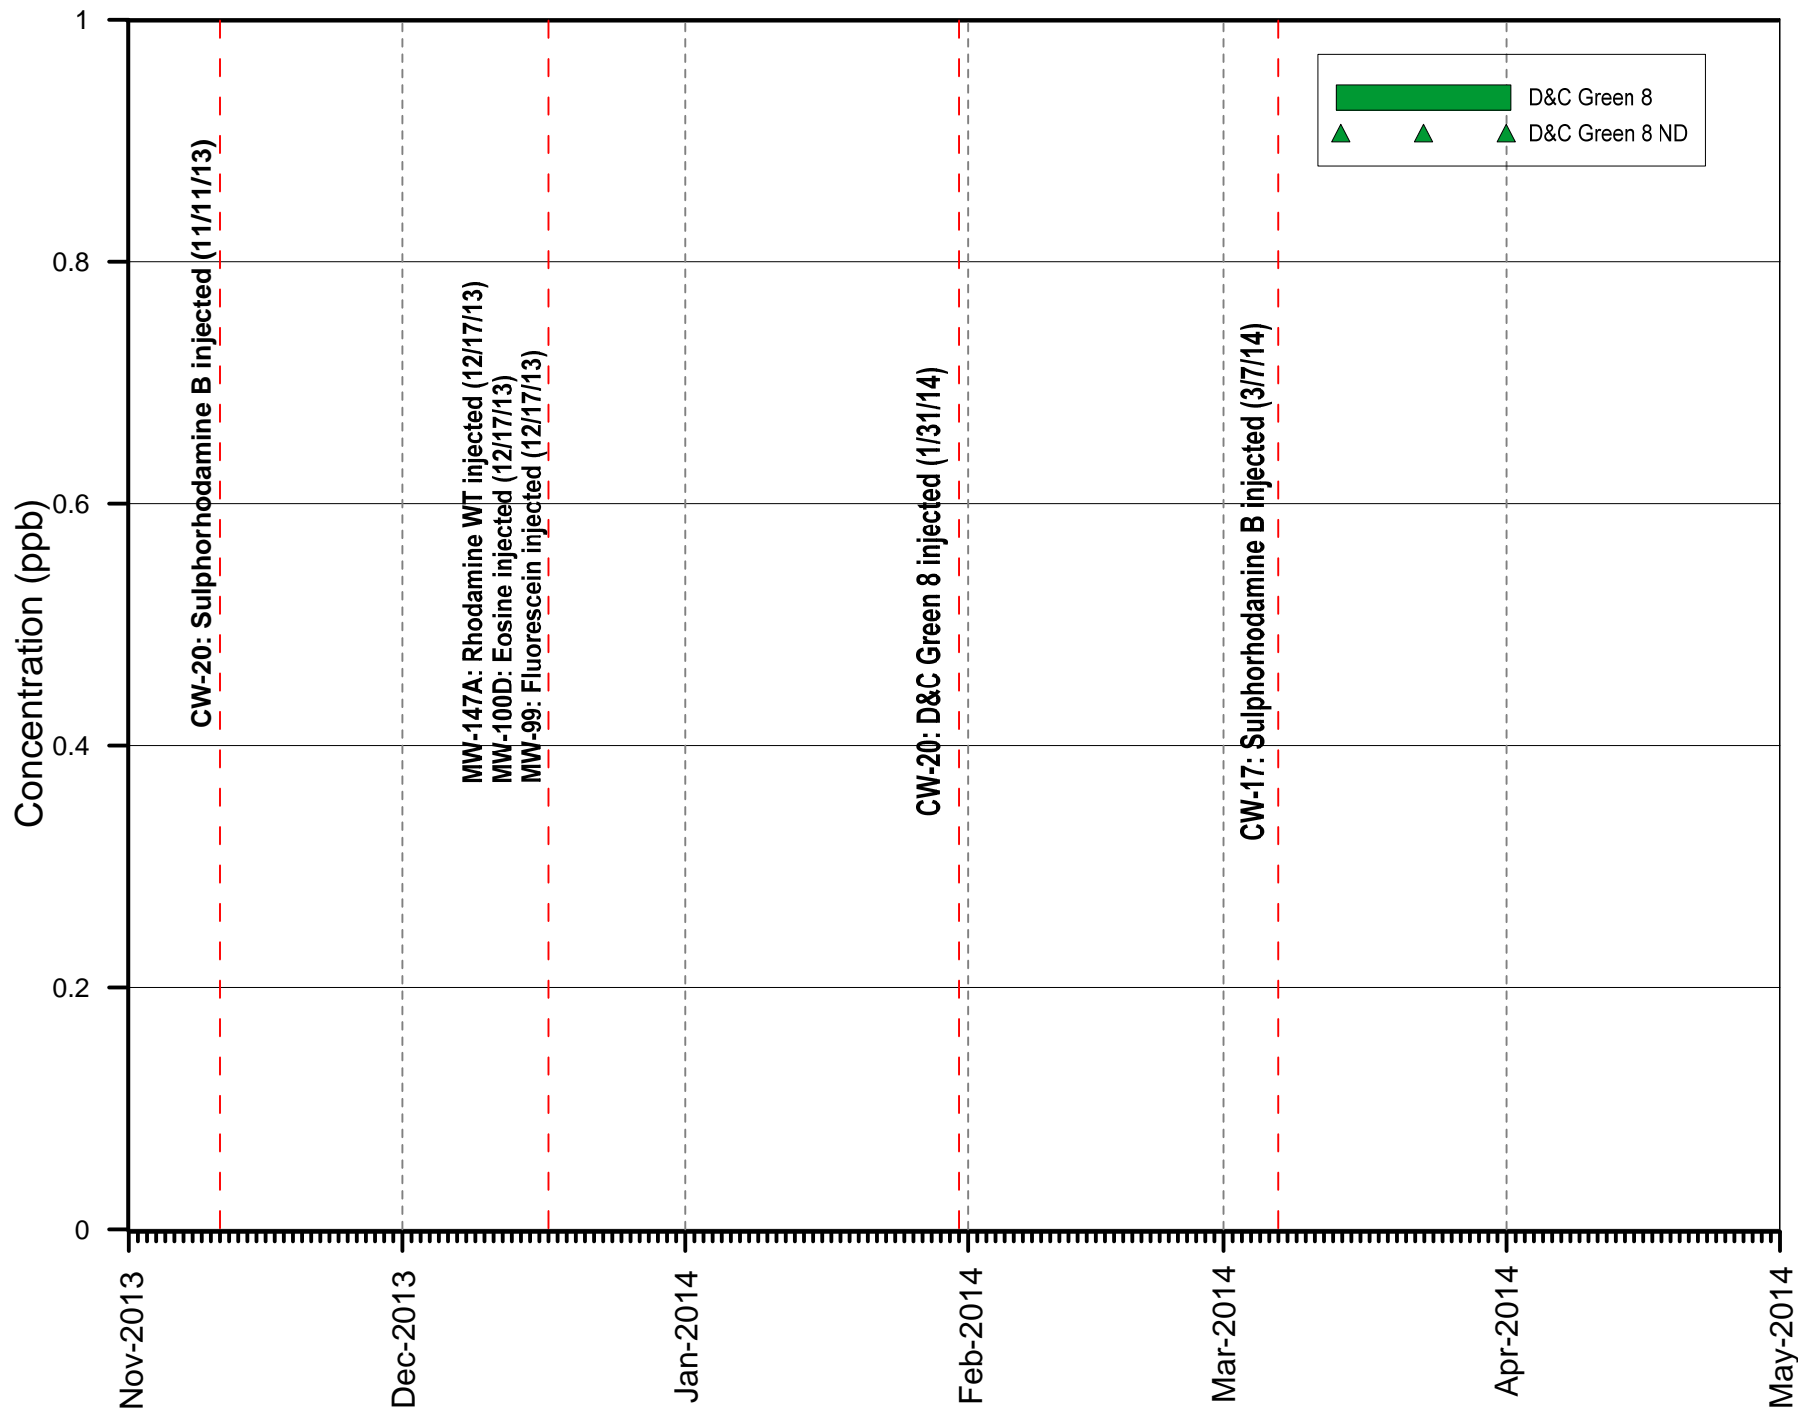 1
0.8
0.6
0.4
0.2
0
Concentration (ppb)
D&C Green 8
D&C Green 8 ND
CW-20: Sulphorhodamine B injected (11/11/13)
MW-147A: Rhodamine WT injected (12/17/13)
MW-100D: Eosine injected (12/17/13)
MW-99: Fluorescein injected (12/17/13)
CW-20: D&C Green 8 injected (1/31/14)
CW-17: Sulphorhodamine B injected (3/7/14)
Nov-2013
Dec-2013
Jan-2014
Feb-2014
Mar-2014
Apr-2014
May-2014